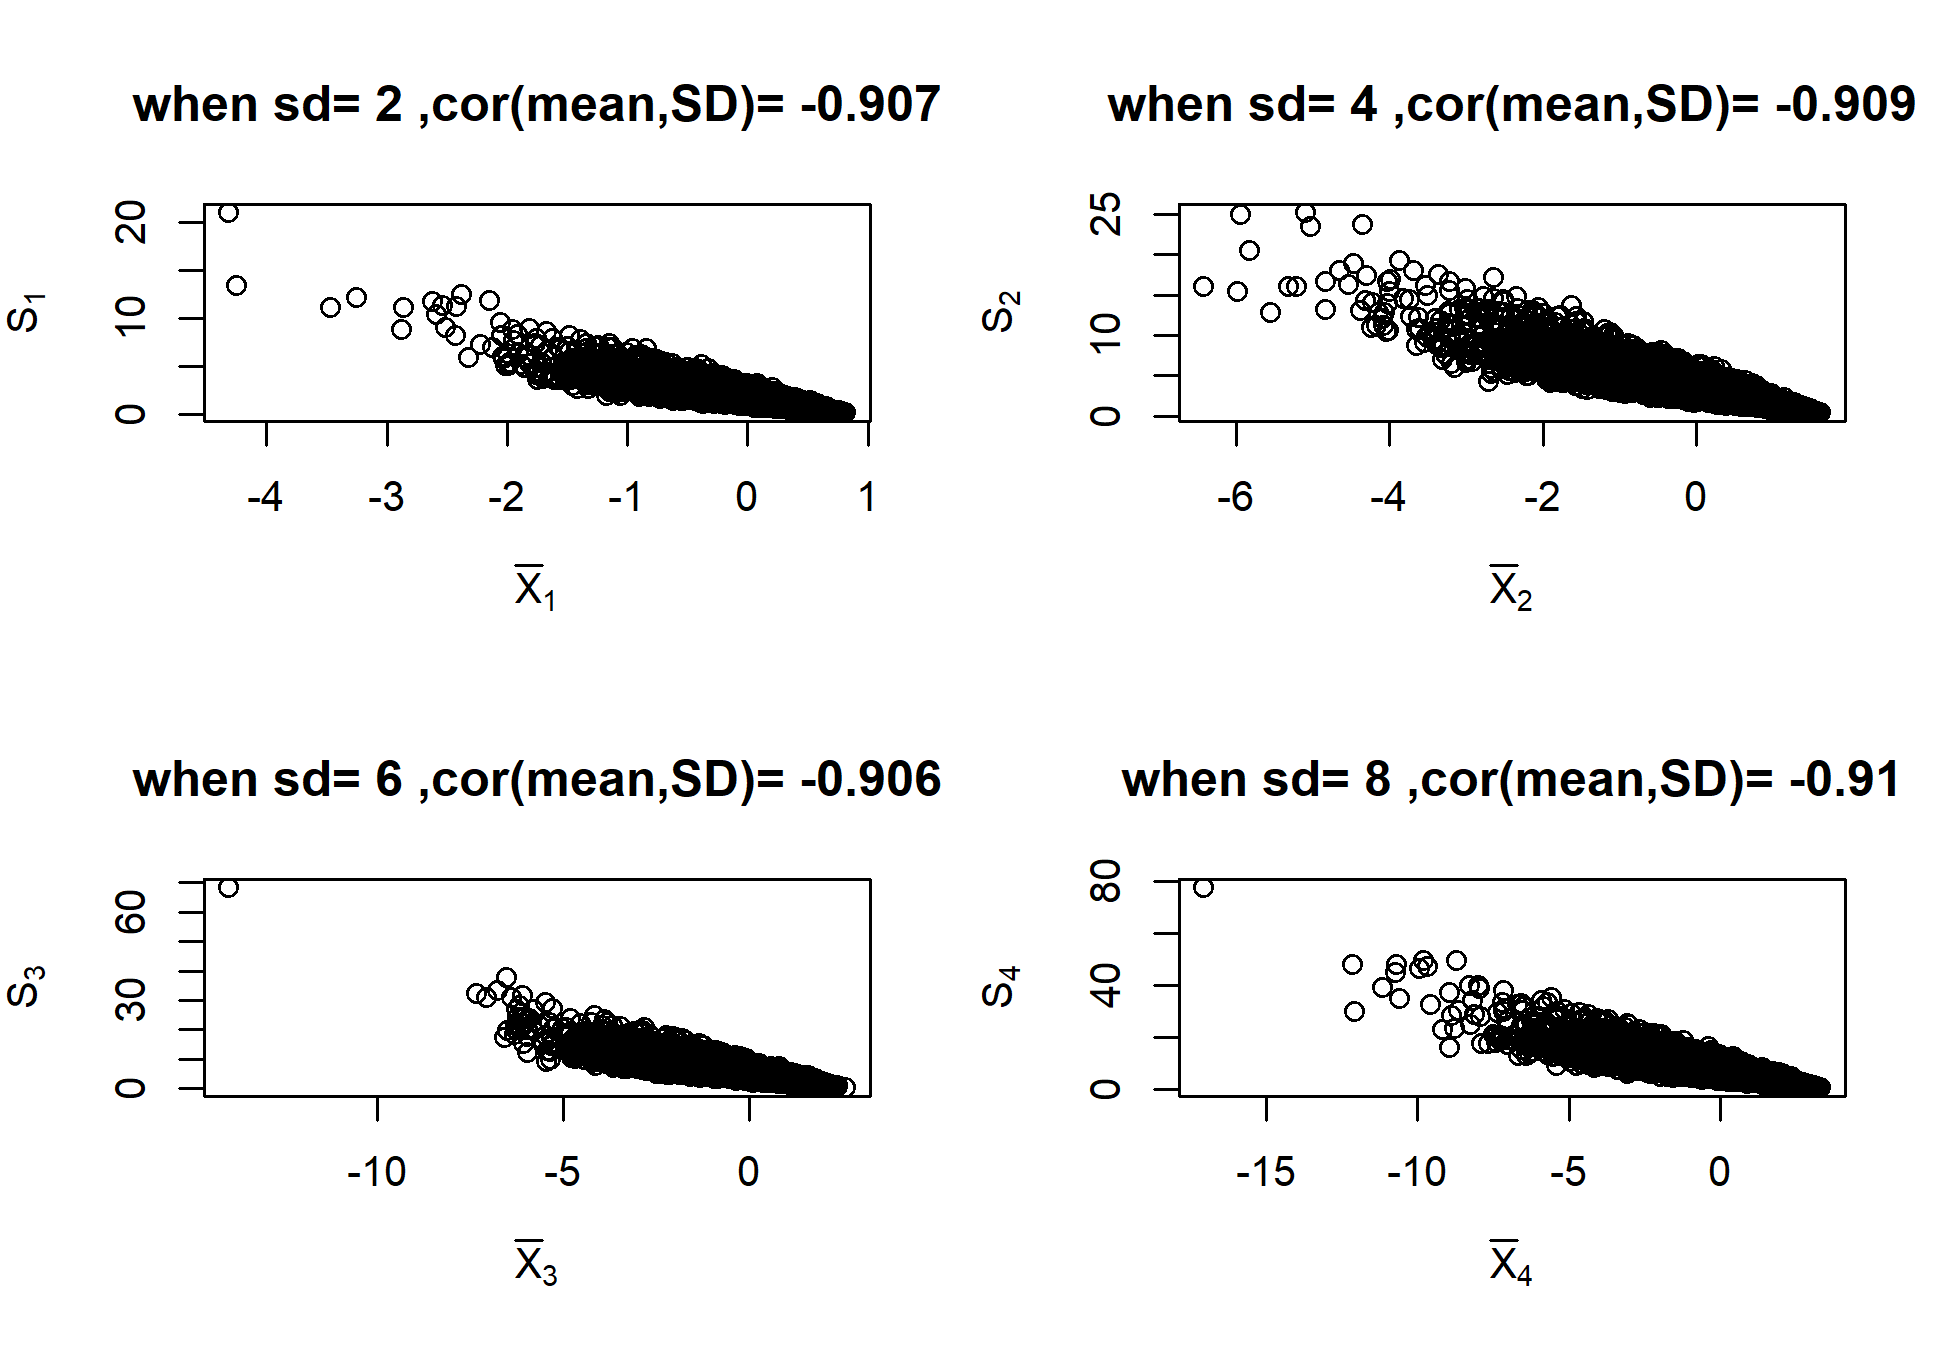 when sd= 2 ,cor(mean,SD)= -0.907
S1
20
10
0
-4 -3 -2 -1 0 1
X̅1
when sd= 4 ,cor(mean,SD)= -0.909
S2
25
10
0
-6 -4 -2 0
X̅2
when sd= 6 ,cor(mean,SD)= -0.906
S3
60
30
0
-10 -5 0
X̅3
when sd= 8 ,cor(mean,SD)= -0.91
S4
80
40
0
-15 -10 -5 0
X̅4